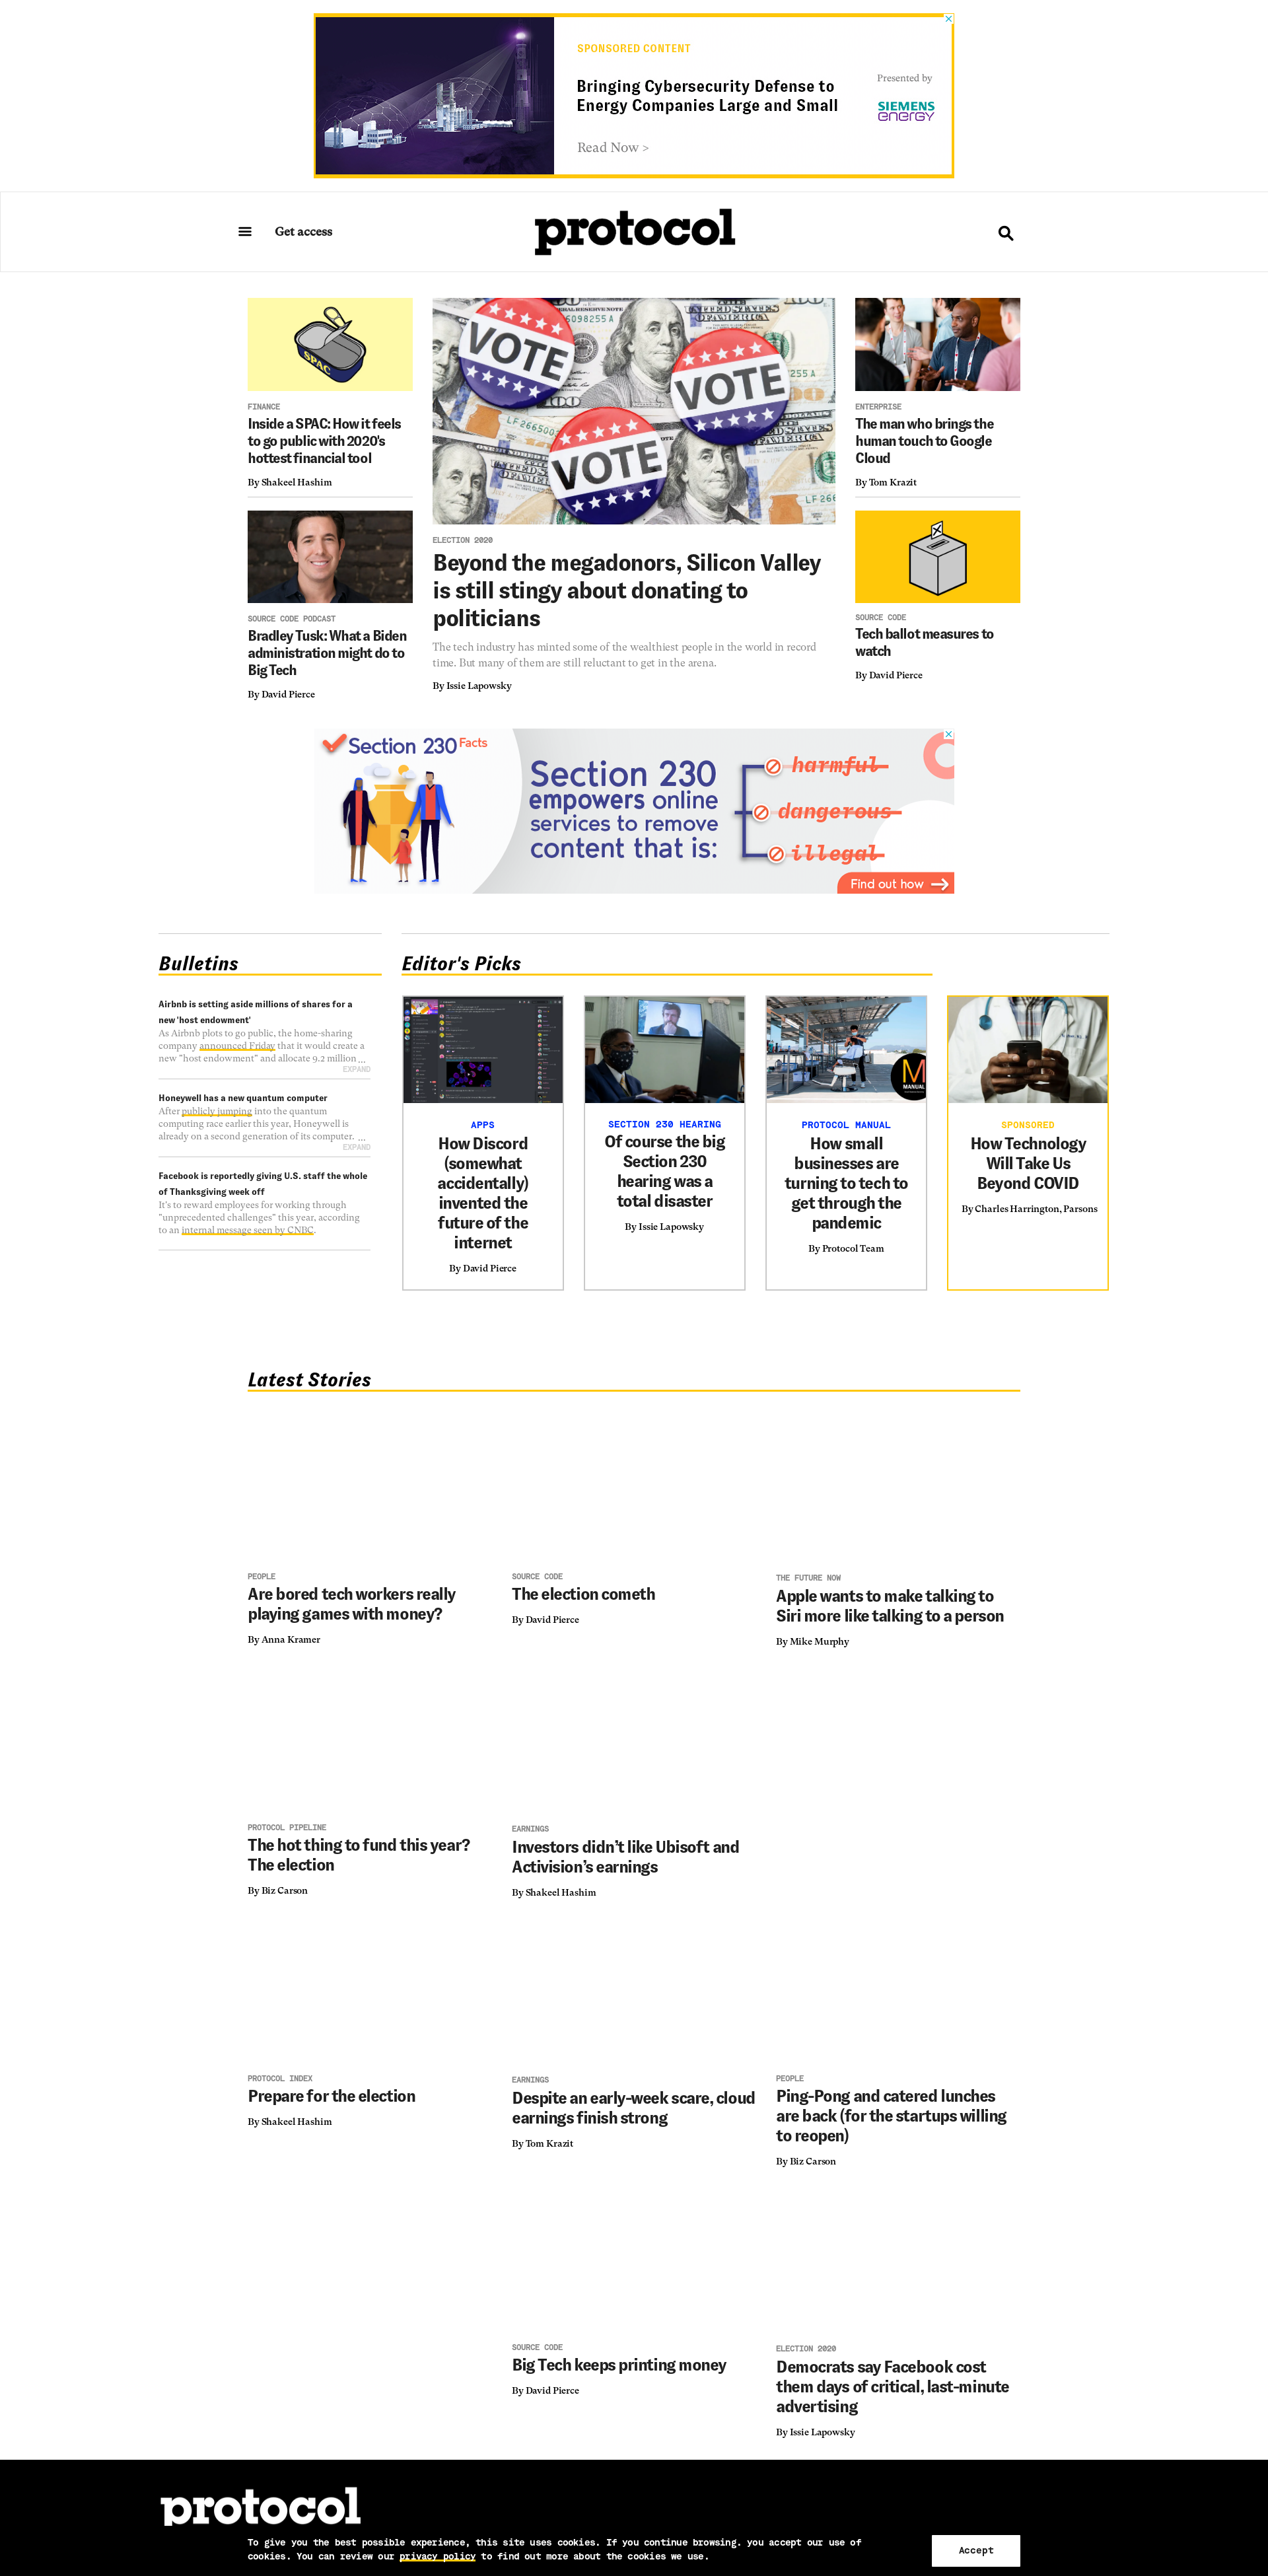 SPONSORED CONTENT
Bringing Cybersecurity Defense to
Energy Companies Large and Small
Read Now >
Presented by
SIEMENS
energy
Get access
protocol
SPAC
FINANCE
Inside a SPAC: How it feels
to go public with 2020's
hottest financial tool
By Shakeel Hashim
SOURCE CODE PODCAST
Bradley Tusk: What a Biden
administration might do to
Big Tech
By David Pierce
VOTE
VOTE
VOTE
ELECTION 2020
Beyond the megadonors, Silicon Valley
is still stingy about donating to
politicians
The tech industry has minted some of the wealthiest people in the world in record
time. But many of them are still reluctant to get in the arena.
By Issie Lapowsky
ENTERPRISE
The man who brings the
human touch to Google
Cloud
By Tom Krazit
SOURCE CODE
Tech ballot measures to
watch
By David Pierce
Section 230 Facts
Section 230
empowers online
services to remove
content that is:
harmful
dangerous
illegal
Find out how
Bulletins
Airbnb is setting aside millions of shares for a
new 'host endowment'
As Airbnb plots to go public, the home-sharing
company announced Friday that it would create a
new "host endowment" and allocate 9.2 million ...
EXPAND
Honeywell has a new quantum computer
After publicly jumping into the quantum
computing race earlier this year, Honeywell is
already on a second generation of its computer. ...
EXPAND
Facebook is reportedly giving U.S. staff the whole
of Thanksgiving week off
It's to reward employees for working through
"unprecedented challenges" this year, according
to an internal message seen by CNBC.
Editor's Picks
APPS
How Discord
(somewhat
accidentally)
invented the
future of the
internet
By David Pierce
SECTION 230 HEARING
Of course the big
Section 230
hearing was a
total disaster
By Issie Lapowsky
M
MANUAL
PROTOCOL MANUAL
How small
businesses are
turning to tech to
get through the
pandemic
By Protocol Team
SPONSORED
How Technology
Will Take Us
Beyond COVID
By Charles Harrington, Parsons
Latest Stories
PEOPLE
Are bored tech workers really
playing games with money?
By Anna Kramer
SOURCE CODE
The election cometh
By David Pierce
THE FUTURE NOW
Apple wants to make talking to
Siri more like talking to a person
By Mike Murphy
PROTOCOL PIPELINE
The hot thing to fund this year?
The election
By Biz Carson
EARNINGS
Investors didn’t like Ubisoft and
Activision’s earnings
By Shakeel Hashim
PROTOCOL INDEX
Prepare for the election
By Shakeel Hashim
EARNINGS
Despite an early-week scare, cloud
earnings finish strong
By Tom Krazit
PEOPLE
Ping-Pong and catered lunches
are back (for the startups willing
to reopen)
By Biz Carson
SOURCE CODE
Big Tech keeps printing money
By David Pierce
ELECTION 2020
Democrats say Facebook cost
them days of critical, last-minute
advertising
By Issie Lapowsky
protocol
To give you the best possible experience, this site uses cookies. If you continue browsing. you accept our use of
cookies. You can review our privacy policy to find out more about the cookies we use.
Accept